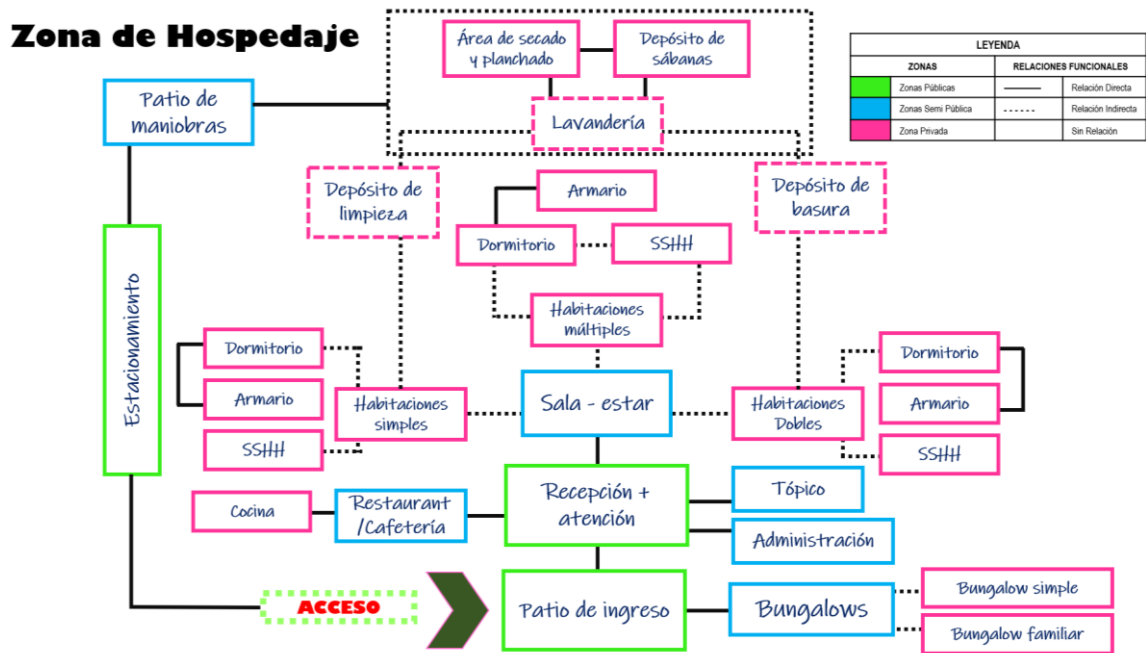 Zona de Hospedaje
Área de secado
y planchado
Depósito de
sábanas
LEYENDA
ZONAS
RELACIONES FUNCIONALES
Zonas Públicas
Relación Directa
Zonas Semi Pública
Relación Indirecta
Zona Privada
Sin Relación
Patio de
maniobras
Lavandería
Depósito de
limpieza
Armario
Depósito de
basura
Dormitorio
SSHH
Habitaciones
múltiples
Estacionamiento
Dormitorio
Armario
SSHH
Habitaciones
simples
Sala - estar
Habitaciones
Dobles
Dormitorio
Armario
SSHH
Cocina
Restaurant
/Cafetería
Recepción +
atención
Tópico
Administración
ACCESO
Patio de ingreso
Bungalows
Bungalow simple
Bungalow familiar